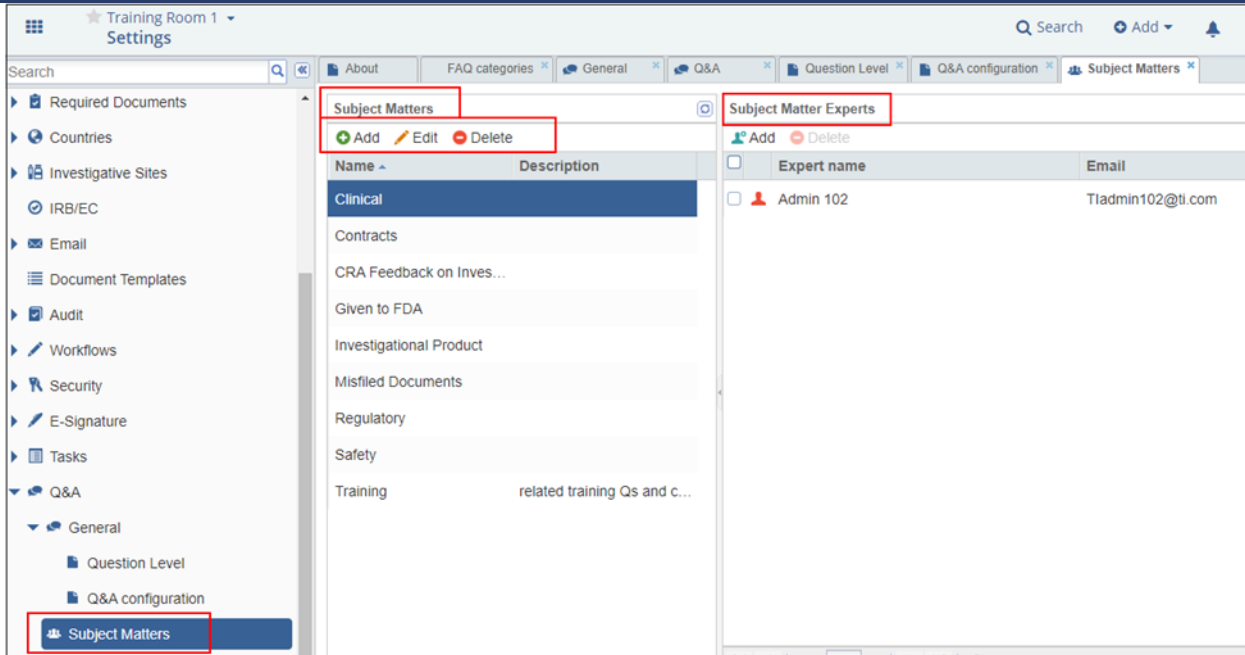 Training Room 1
Settings
Search
Add
Search
About
FAQ categories
General
Q&A
Question Level
Q&A configuration
Subject Matters
Required Documents
Countries
Investigative Sites
IRB/EC
Email
Document Templates
Audit
Workflows
Security
E-Signature
Tasks
Q&A
General
Question Level
Q&A configuration
Subject Matters
Subject Matters
Add Edit Delete
Name Description
Clinical
Contracts
CRA Feedback on Inves...
Given to FDA
Investigational Product
Misfiled Documents
Regulatory
Safety
Training related training Qs and c...
Subject Matter Experts
Add Delete
Expert name Email
Admin 102 TIadmin102@ti.com